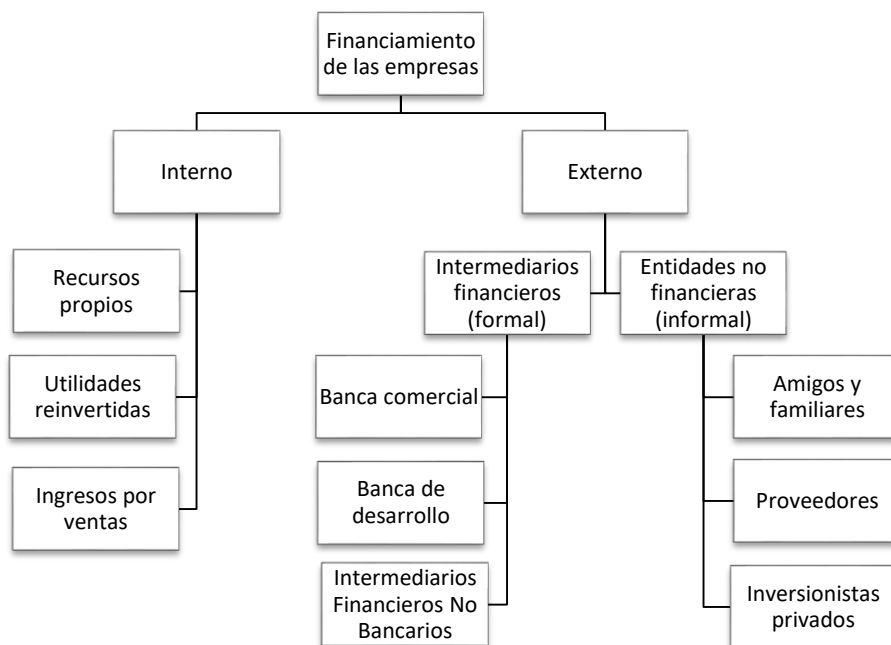 Financiamiento
de las empresas
Interno
Externo
Recursos
propios
Utilidades
reinvertidas
Ingresos por
ventas
Intermediarios
financieros
(formal)
Entidades no
financieras
(informal)
Banca comercial
Banca de
desarrollo
Intermediarios
Financieros No
Bancarios
Amigos y
familiares
Proveedores
Inversionistas
privados